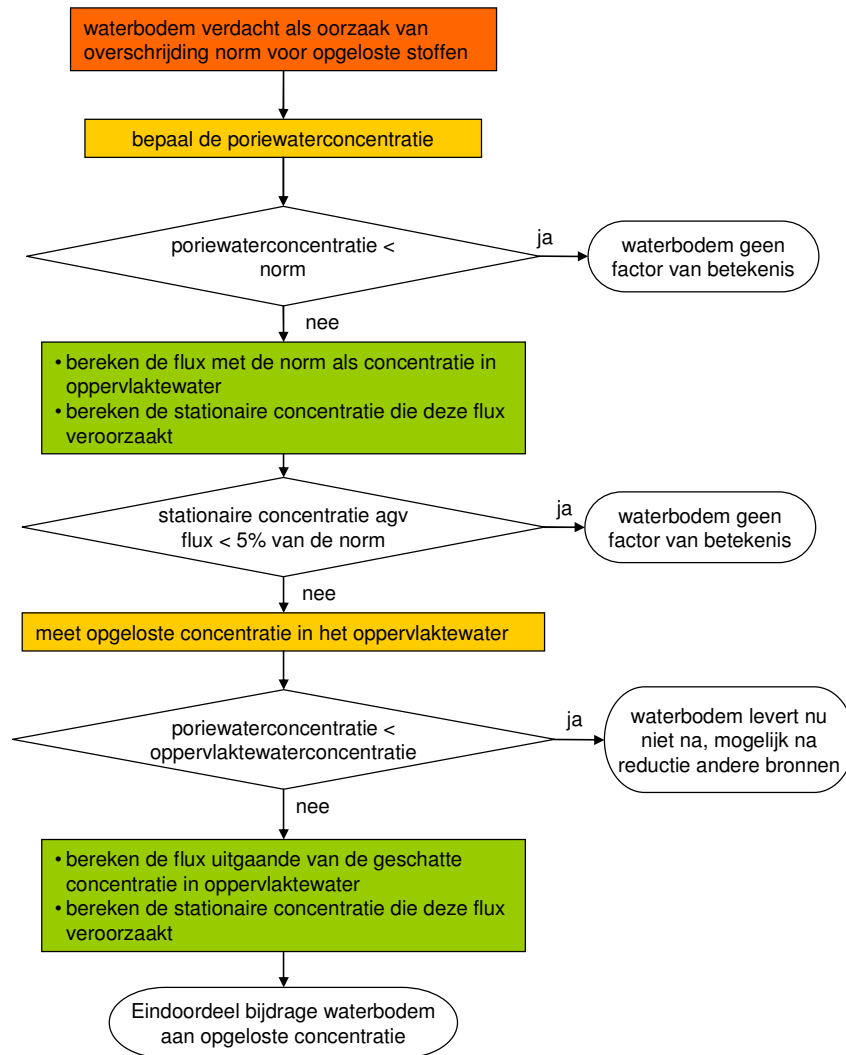 waterbodem verdacht als oorzaak van
overschrijding norm voor opgeloste stoffen
bepaal de poriewaterconcentratie
poriewaterconcentratie <
norm
ja
waterbodem geen
factor van betekenis
nee
• bereken de flux met de norm als concentratie in
oppervlaktewater
• bereken de stationaire concentratie die deze flux
veroorzaakt
stationaire concentratie agv
flux < 5% van de norm
ja
waterbodem geen
factor van betekenis
nee
meet opgeloste concentratie in het oppervlaktewater
poriewaterconcentratie <
oppervlaktewaterconcentratie
ja
waterbodem levert nu
niet na, mogelijk na
reductie andere bronnen
nee
• bereken de flux uitgaande van de geschatte
concentratie in oppervlaktewater
• bereken de stationaire concentratie die deze flux
veroorzaakt
Eindoordeel bijdrage waterbodem
aan opgeloste concentratie